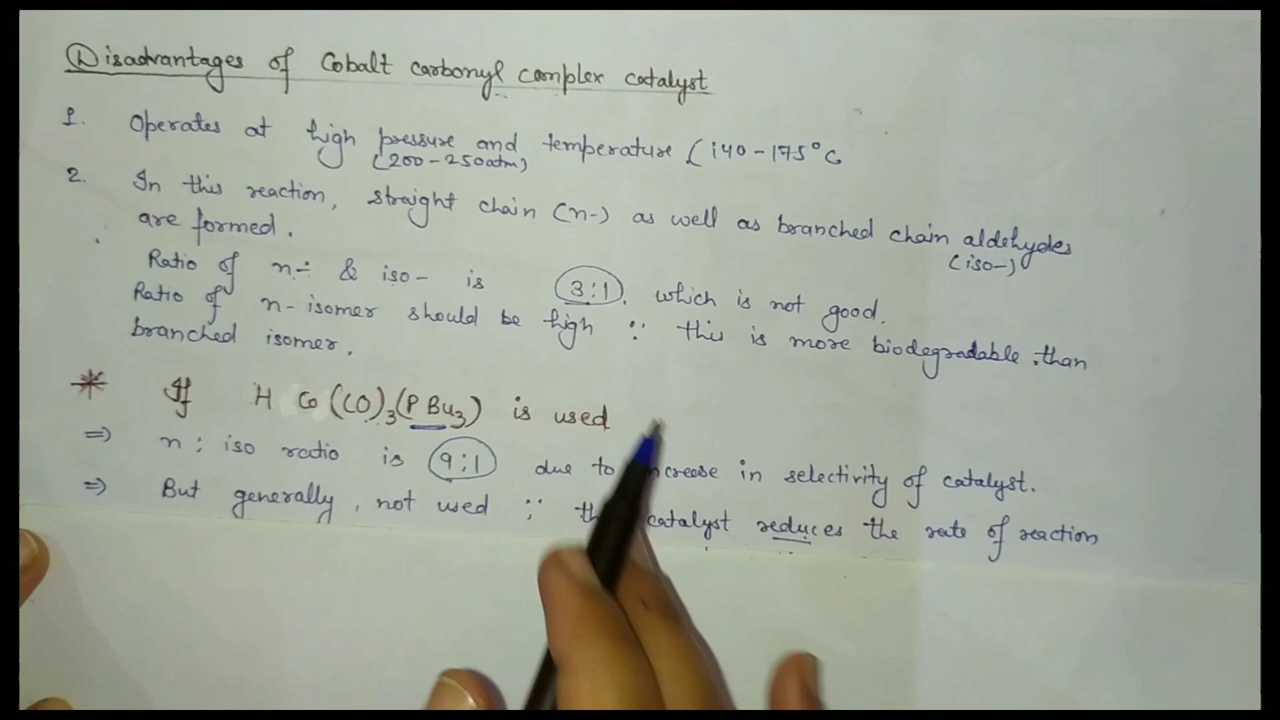 Disadvantages of Cobalt carbonyl complex catalyst
1. Operates at high pressure and temperature (140-175°C
(200-250atm)
2. In this reaction, straight chain (n-) as well as branched chain aldehydes
(iso-)
are formed.
Ratio of n- & iso- is 3:1. which is not good.
Ratio of n-isomer should be high ∵ this is more biodegradable than
branched isomer.
* If H Co(CO)3(PBu3) is used
⇒ n: iso ratio is 9:1 due to increase in selectivity of catalyst.
⇒ But generally, not used ∵ catalyst reduces the rate of reaction